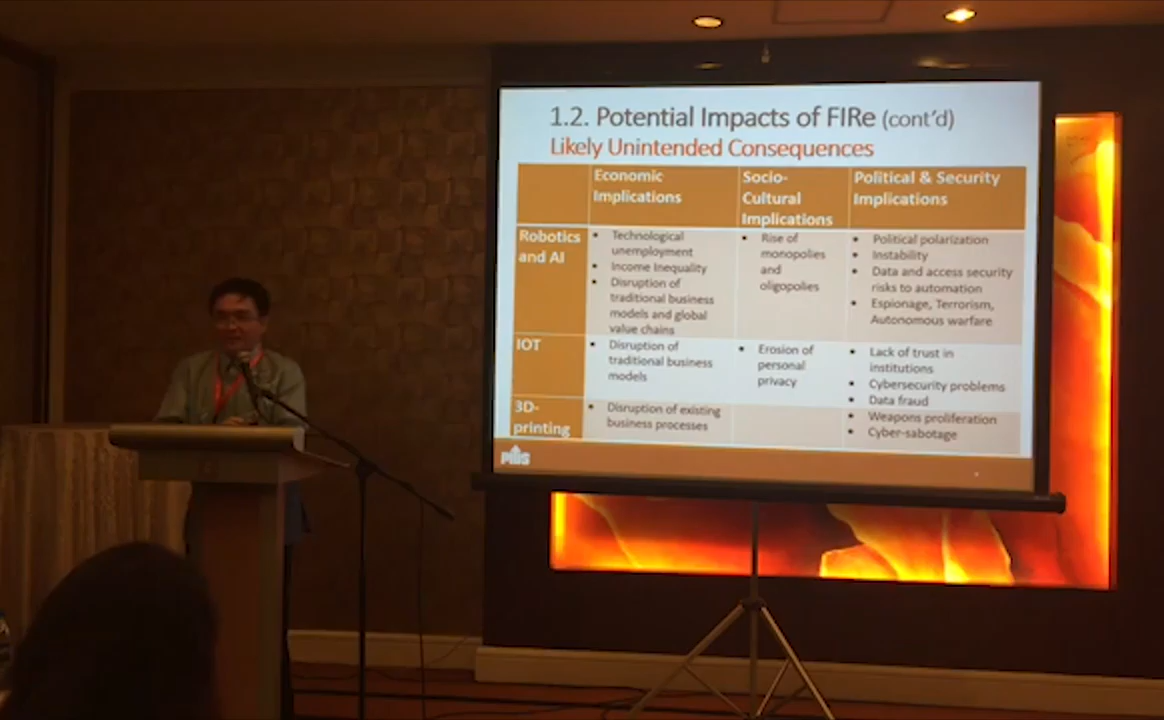 1.2. Potential Impacts of FIRe (cont'd)
Likely Unintended Consequences
Economic
Implications
Socio-
Cultural
Implications
Political & Security
Implications
Robotics
and AI
▪ Technological
unemployment
▪ Income Inequality
▪ Disruption of
traditional business
models and global
value chains
▪ Rise of
monopolies
and
oligopolies
▪ Political polarization
▪ Instability
▪ Data and access security
risks to automation
▪ Espionage, Terrorism,
Autonomous warfare
IOT
▪ Disruption of
traditional business
models
▪ Erosion of
personal
privacy
▪ Lack of trust in
institutions
▪ Cybersecurity problems
▪ Data fraud
3D-
printing
▪ Disruption of existing
business processes
▪ Weapons proliferation
▪ Cyber-sabotage